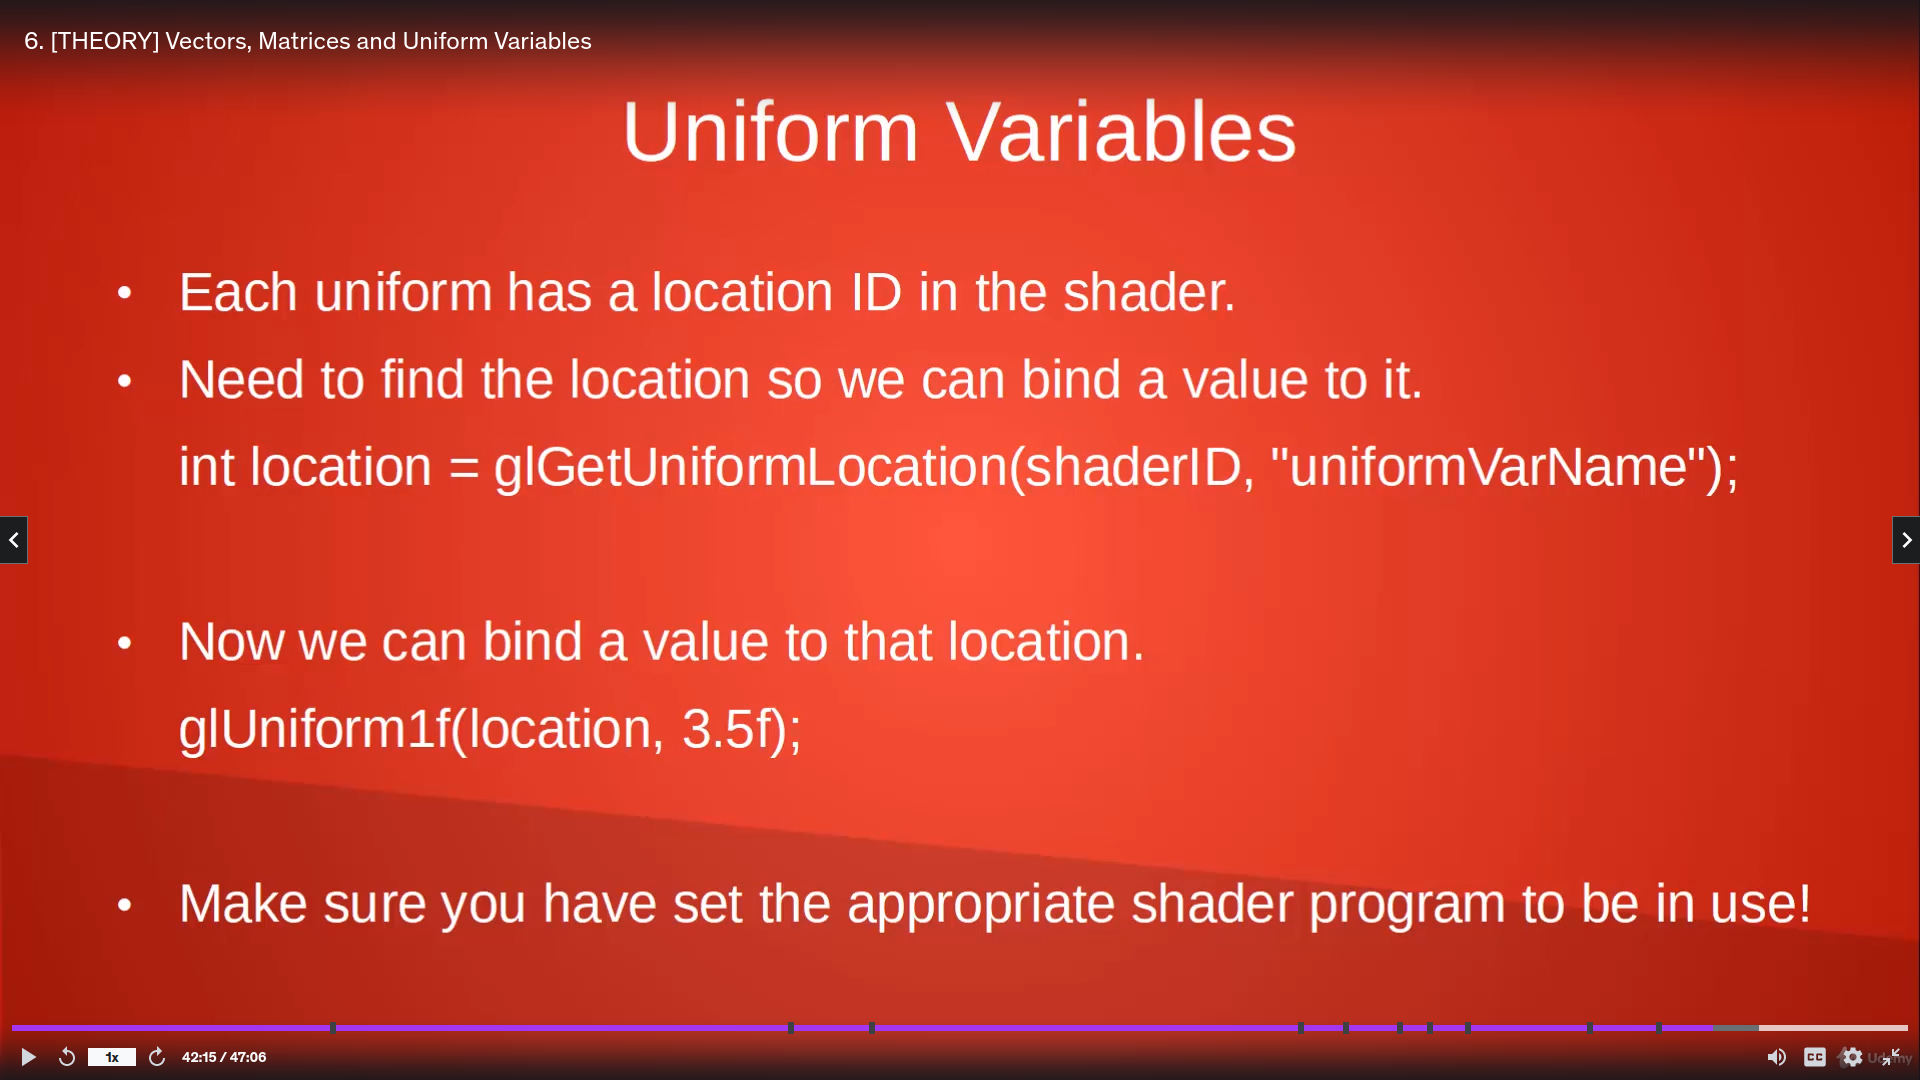 6. [THEORY] Vectors, Matrices and Uniform Variables
Uniform Variables
• Each uniform has a location ID in the shader.
• Need to find the location so we can bind a value to it.
int location = glGetUniformLocation(shaderID, "uniformVarName");
• Now we can bind a value to that location.
glUniform1f(location, 3.5f);
• Make sure you have set the appropriate shader program to be in use!
1x
42:15 / 47:06
CC
Udemy